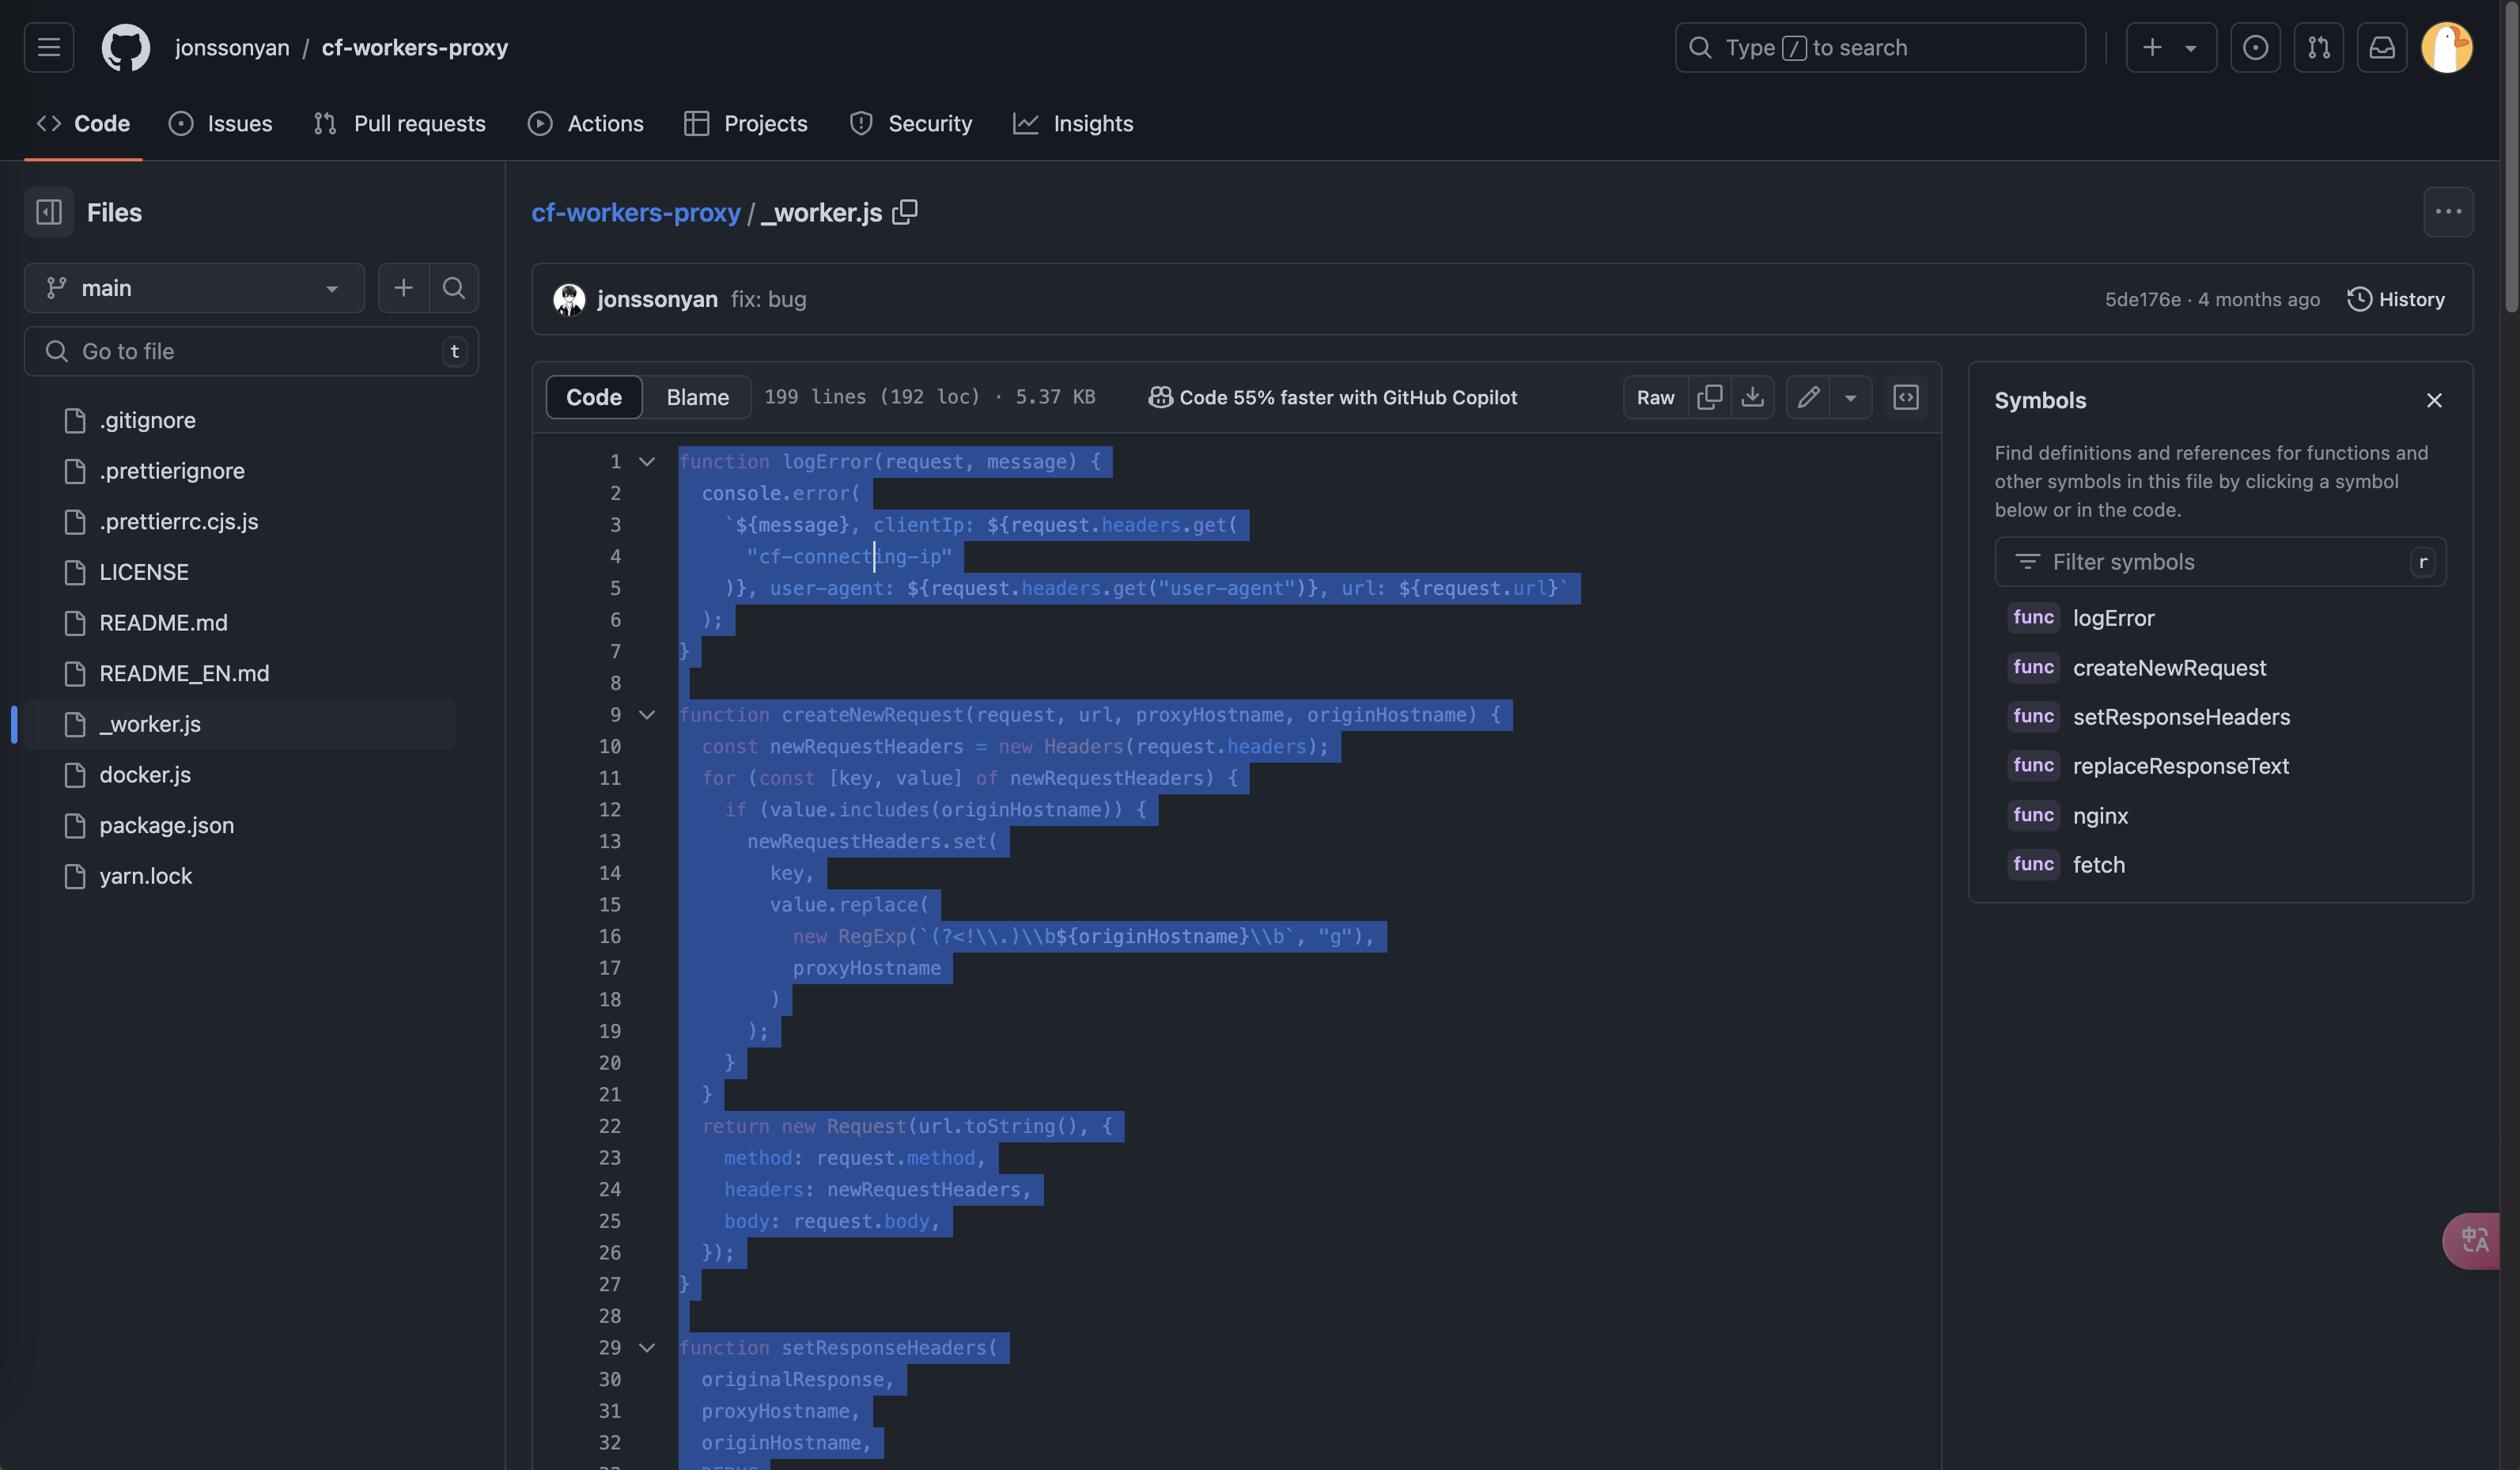 jonssonyan / cf-workers-proxy
Type / to search
Code
Issues
Pull requests
Actions
Projects
Security
Insights
Files
main
Go to file
t
.gitignore
.prettierignore
.prettierrc.cjs.js
LICENSE
README.md
README_EN.md
_worker.js
docker.js
package.json
yarn.lock
cf-workers-proxy / _worker.js
jonssonyan fix: bug
5de176e · 4 months ago
History
Code
Blame
199 lines (192 loc) · 5.37 KB
Code 55% faster with GitHub Copilot
Raw
1 function logError(request, message) {
2 console.error(
3 `${message}, clientIp: ${request.headers.get(
4 "cf-connecting-ip"
5 )}, user-agent: ${request.headers.get("user-agent")}, url: ${request.url}`
6 );
7 }
8
9 function createNewRequest(request, url, proxyHostname, originHostname) {
10 const newRequestHeaders = new Headers(request.headers);
11 for (const [key, value] of newRequestHeaders) {
12 if (value.includes(originHostname)) {
13 newRequestHeaders.set(
14 key,
15 value.replace(
16 new RegExp(`(?<!\\.)\\b${originHostname}\\b`, "g"),
17 proxyHostname
18 )
19 );
20 }
21 }
22 return new Request(url.toString(), {
23 method: request.method,
24 headers: newRequestHeaders,
25 body: request.body,
26 });
27 }
28
29 function setResponseHeaders(
30 originalResponse,
31 proxyHostname,
32 originHostname,
Symbols
Find definitions and references for functions and
other symbols in this file by clicking a symbol
below or in the code.
Filter symbols
r
func logError
func createNewRequest
func setResponseHeaders
func replaceResponseText
func nginx
func fetch
中A